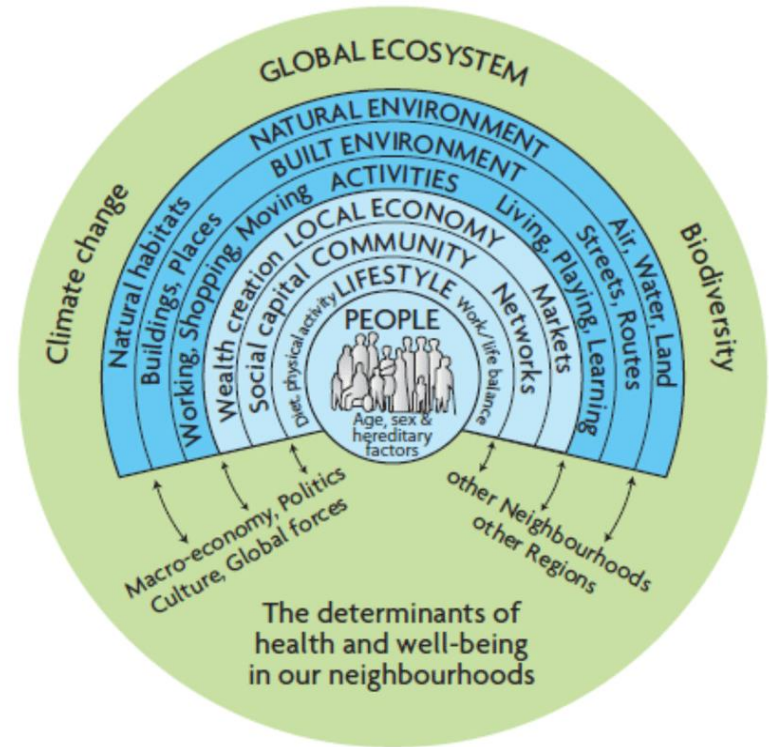 GLOBAL ECOSYSTEM
Climate change
Biodiversity
NATURAL ENVIRONMENT
Natural habitats
Air, Water, Land
BUILT ENVIRONMENT
Buildings, Places
Streets, Routes
ACTIVITIES
Working, Shopping, Moving
Living, Playing, Learning
LOCAL ECONOMY
Wealth creation
Markets
COMMUNITY
Social capital
Networks
LIFESTYLE
Diet, physical activity
Work/life balance
PEOPLE
Age, sex &
hereditary
factors
Macro-economy, Politics
Culture, Global forces
other Neighbourhoods
other Regions
The determinants of
health and well-being
in our neighbourhoods